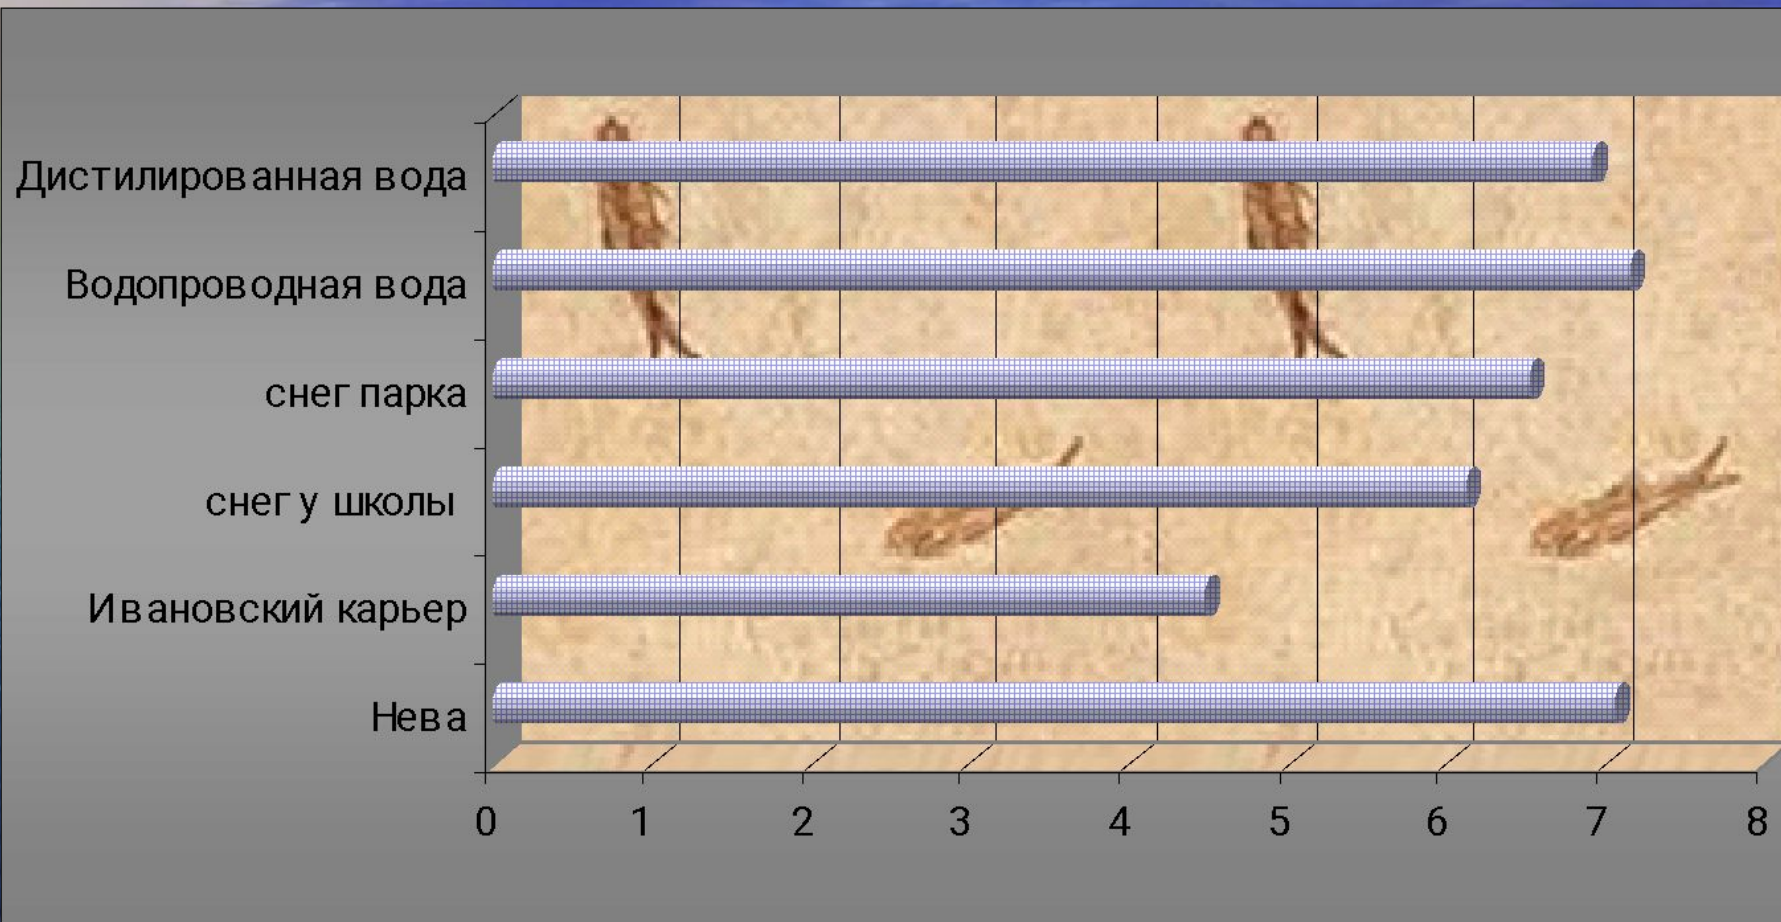 Дистилированная вода
Водопроводная вода
снег парка
снег у школы
Ивановский карьер
Нева
0 1 2 3 4 5 6 7 8